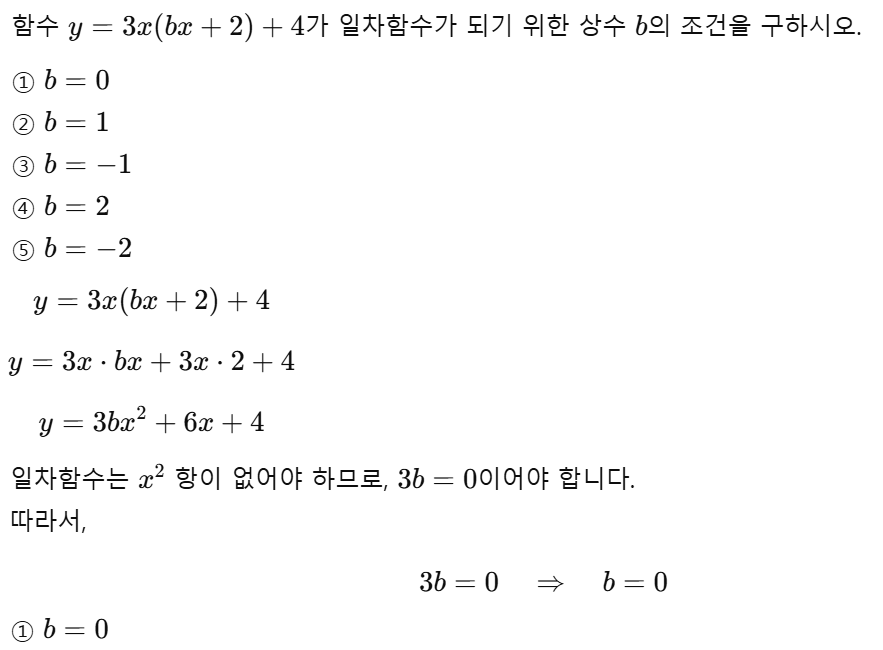 함수 y = 3x(bx + 2) + 4가 일차함수가 되기 위한 상수 b의 조건을 구하시오.
① b = 0
② b = 1
③ b = −1
④ b = 2
⑤ b = −2
y = 3x(bx + 2) + 4
y = 3x · bx + 3x · 2 + 4
y = 3bx² + 6x + 4
일차함수는 x² 항이 없어야 하므로, 3b = 0이어야 합니다.
따라서,
3b = 0 ⇒ b = 0
① b = 0